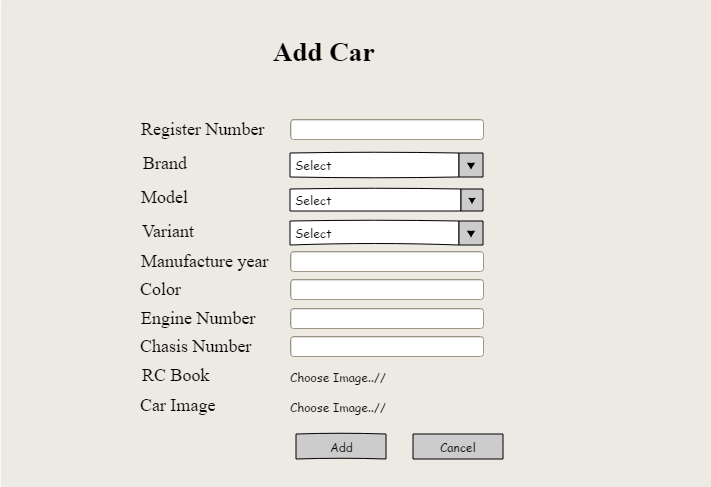 Add Car
Register Number
Brand Select
Model Select
Variant Select
Manufacture year
Color
Engine Number
Chasis Number
RC Book Choose Image..//
Car Image Choose Image..//
Add Cancel